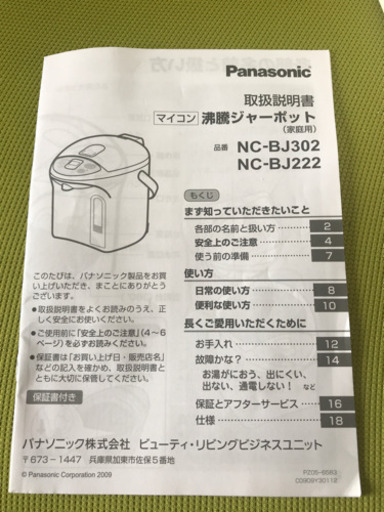 Panasonic
取扱説明書
マイコン 沸騰ジャーポット
(家庭用)
品番 NC-BJ302
NC-BJ222
もくじ
まず知っていただきたいこと
各部の名前と扱い方 2
安全上のご注意 4
使う前の準備 7
使い方
日常の使い方 8
便利な使い方 10
長くご愛用いただくために
お手入れ 12
故障かな? 14
お湯がにおう、出にくい、
出ない、通電しない! など
保証とアフターサービス 16
仕様 18
このたびは、パナソニック製品をお買
い上げいただき、まことにありがとう
ございます。
●取扱説明書をよくお読みのうえ、正
しく安全にお使いください。
●ご使用前に「安全上のご注意」(4~
6ページ)を必ずお読みください。
●保証書は「お買い上げ日・販売店名」
などの記入を確かめ、取扱説明書と
ともに大切に保管してください。
保証書付き
パナソニック株式会社 ビューティ・リビングビジネスユニット
〒673-1447 兵庫県加東市佐保5番地
© Panasonic Corporation 2009